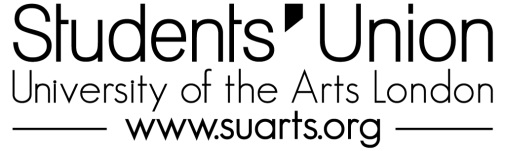 Students' Union
University of the Arts London
www.suarts.org